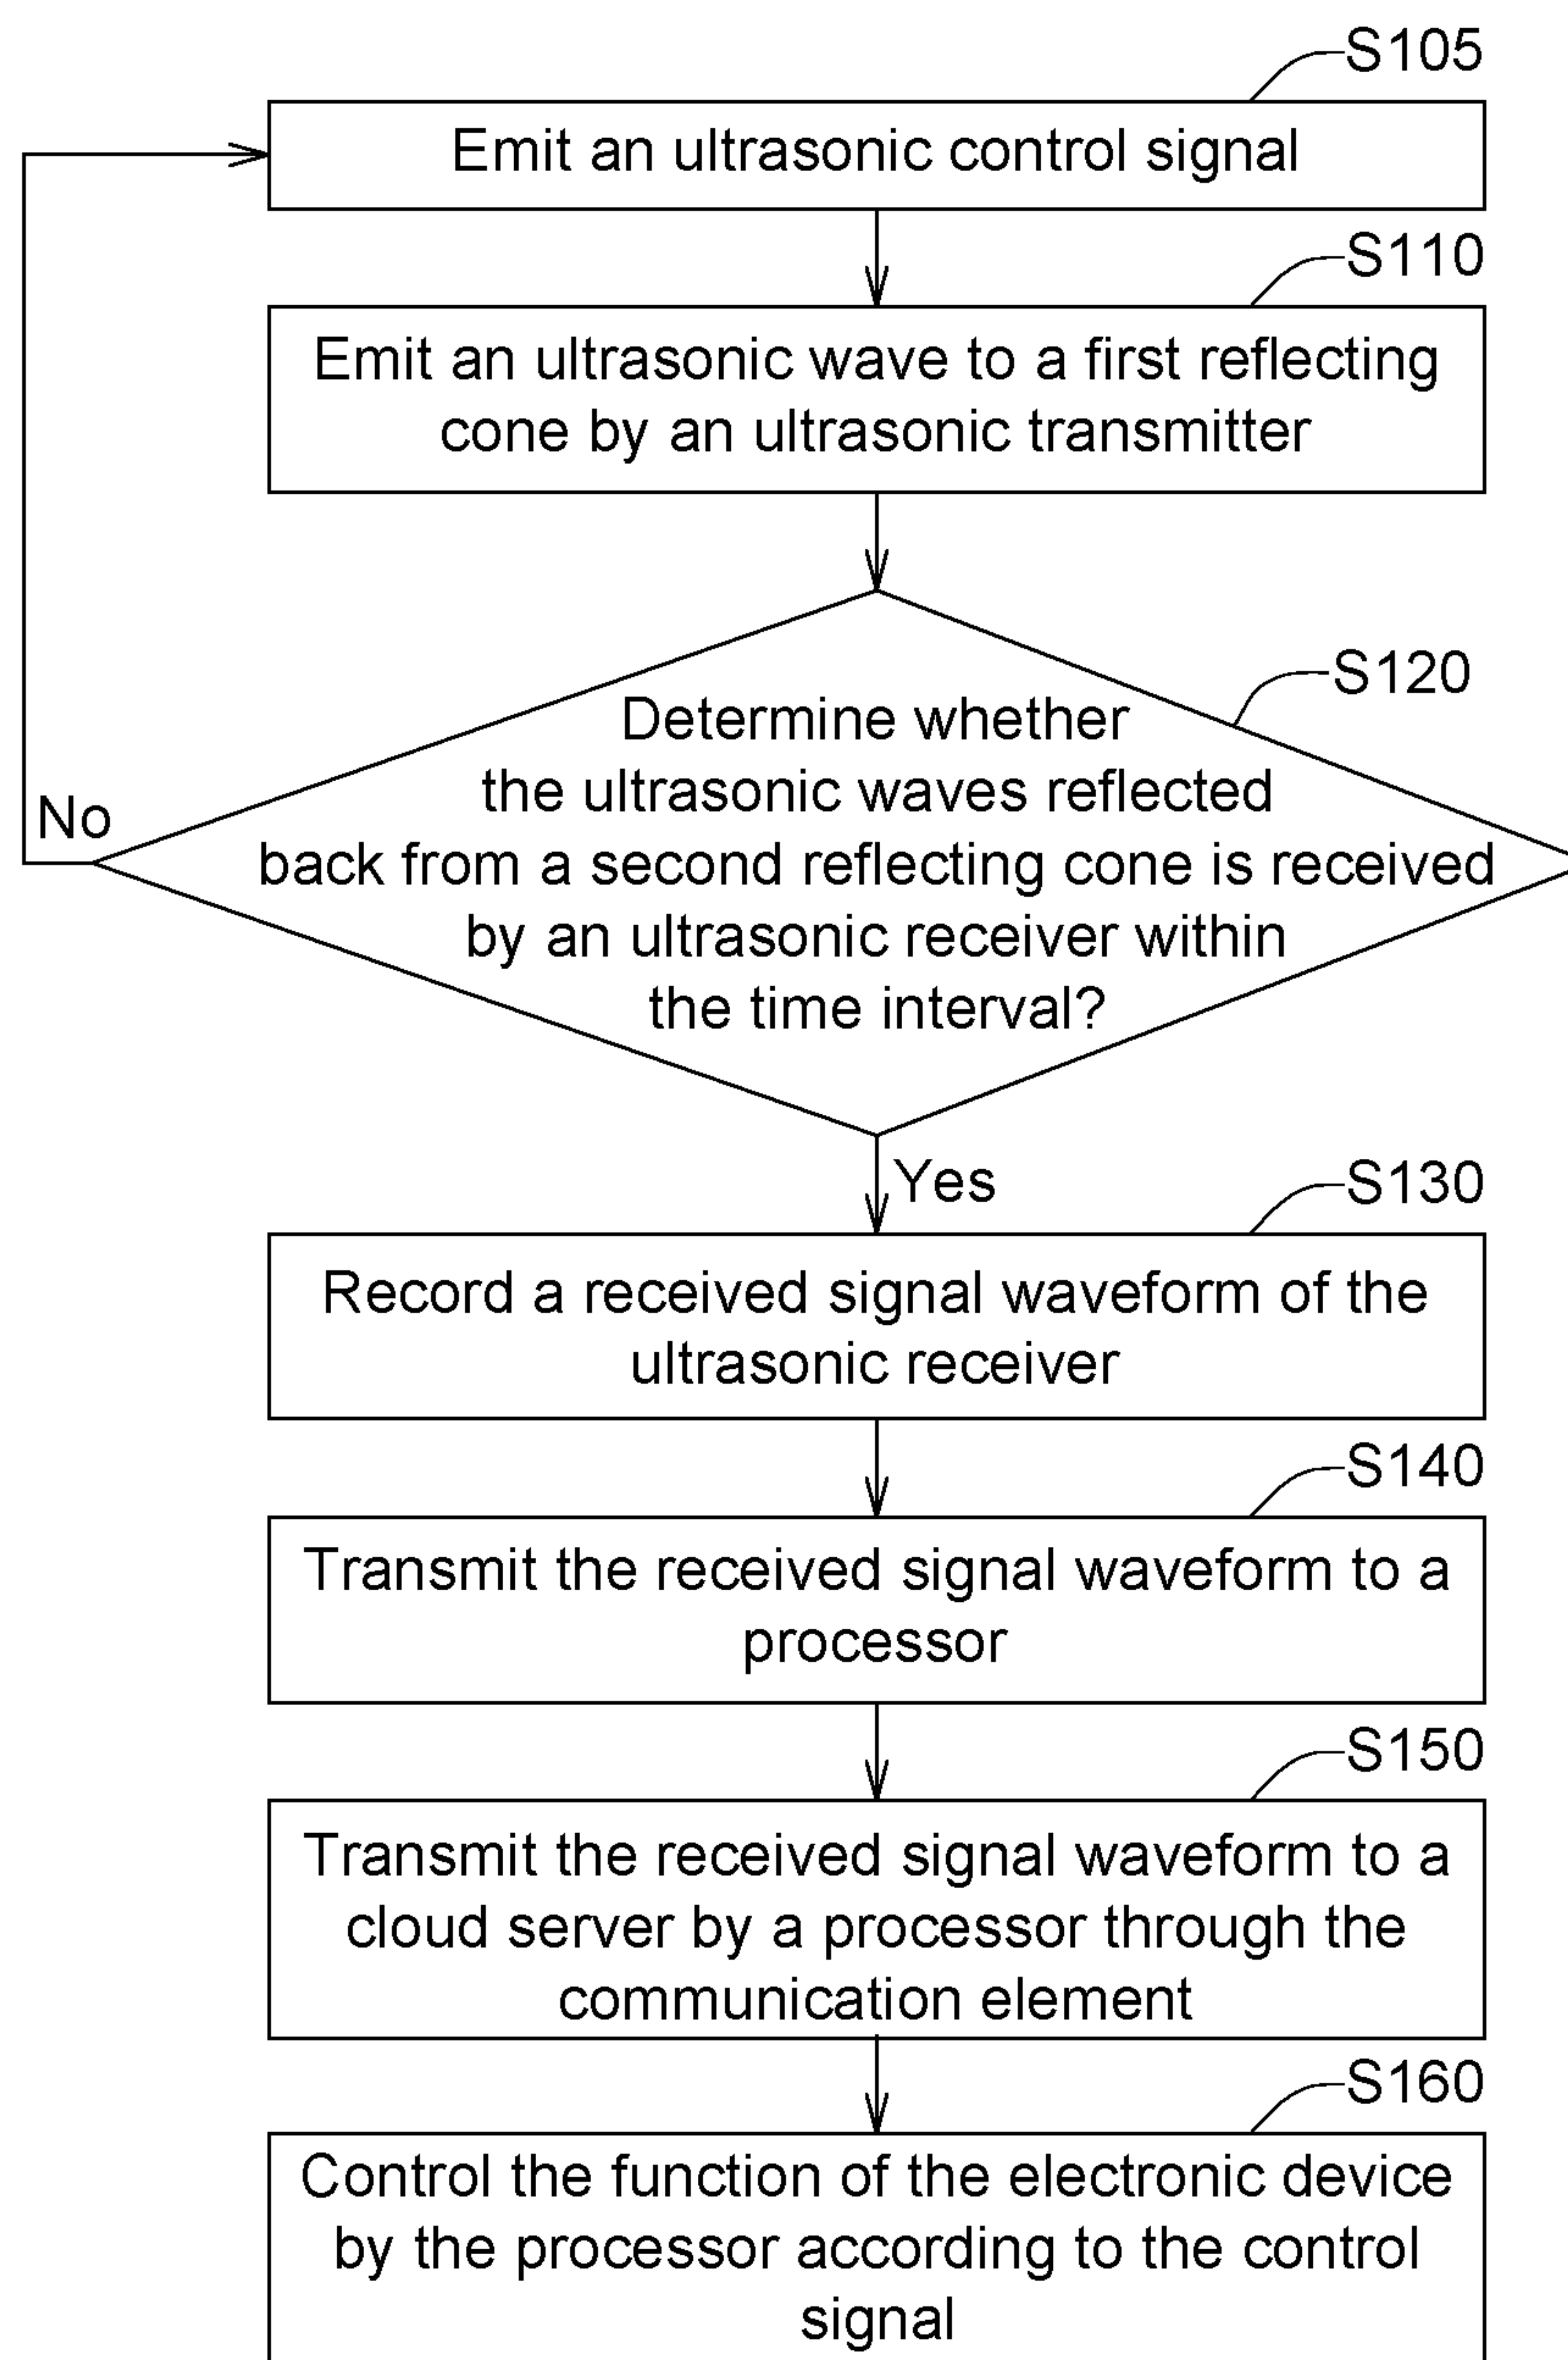 S105
Emit an ultrasonic control signal
S110
Emit an ultrasonic wave to a first reflecting
cone by an ultrasonic transmitter
S120
Determine whether
the ultrasonic waves reflected
back from a second reflecting cone is received
by an ultrasonic receiver within
the time interval?
No
Yes
S130
Record a received signal waveform of the
ultrasonic receiver
S140
Transmit the received signal waveform to a
processor
S150
Transmit the received signal waveform to a
cloud server by a processor through the
communication element
S160
Control the function of the electronic device
by the processor according to the control
signal